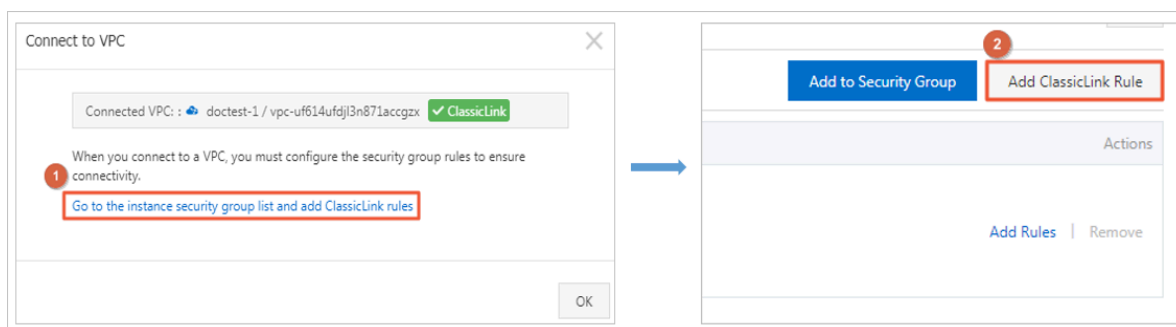 Connect to VPC
Connected VPC: : doctest-1 / vpc-uf614ufdjl3n871accgzx ClassicLink
When you connect to a VPC, you must configure the security group rules to ensure
connectivity.
1
Go to the instance security group list and add ClassicLink rules
OK
2
Add to Security Group Add ClassicLink Rule
Actions
Add Rules | Remove